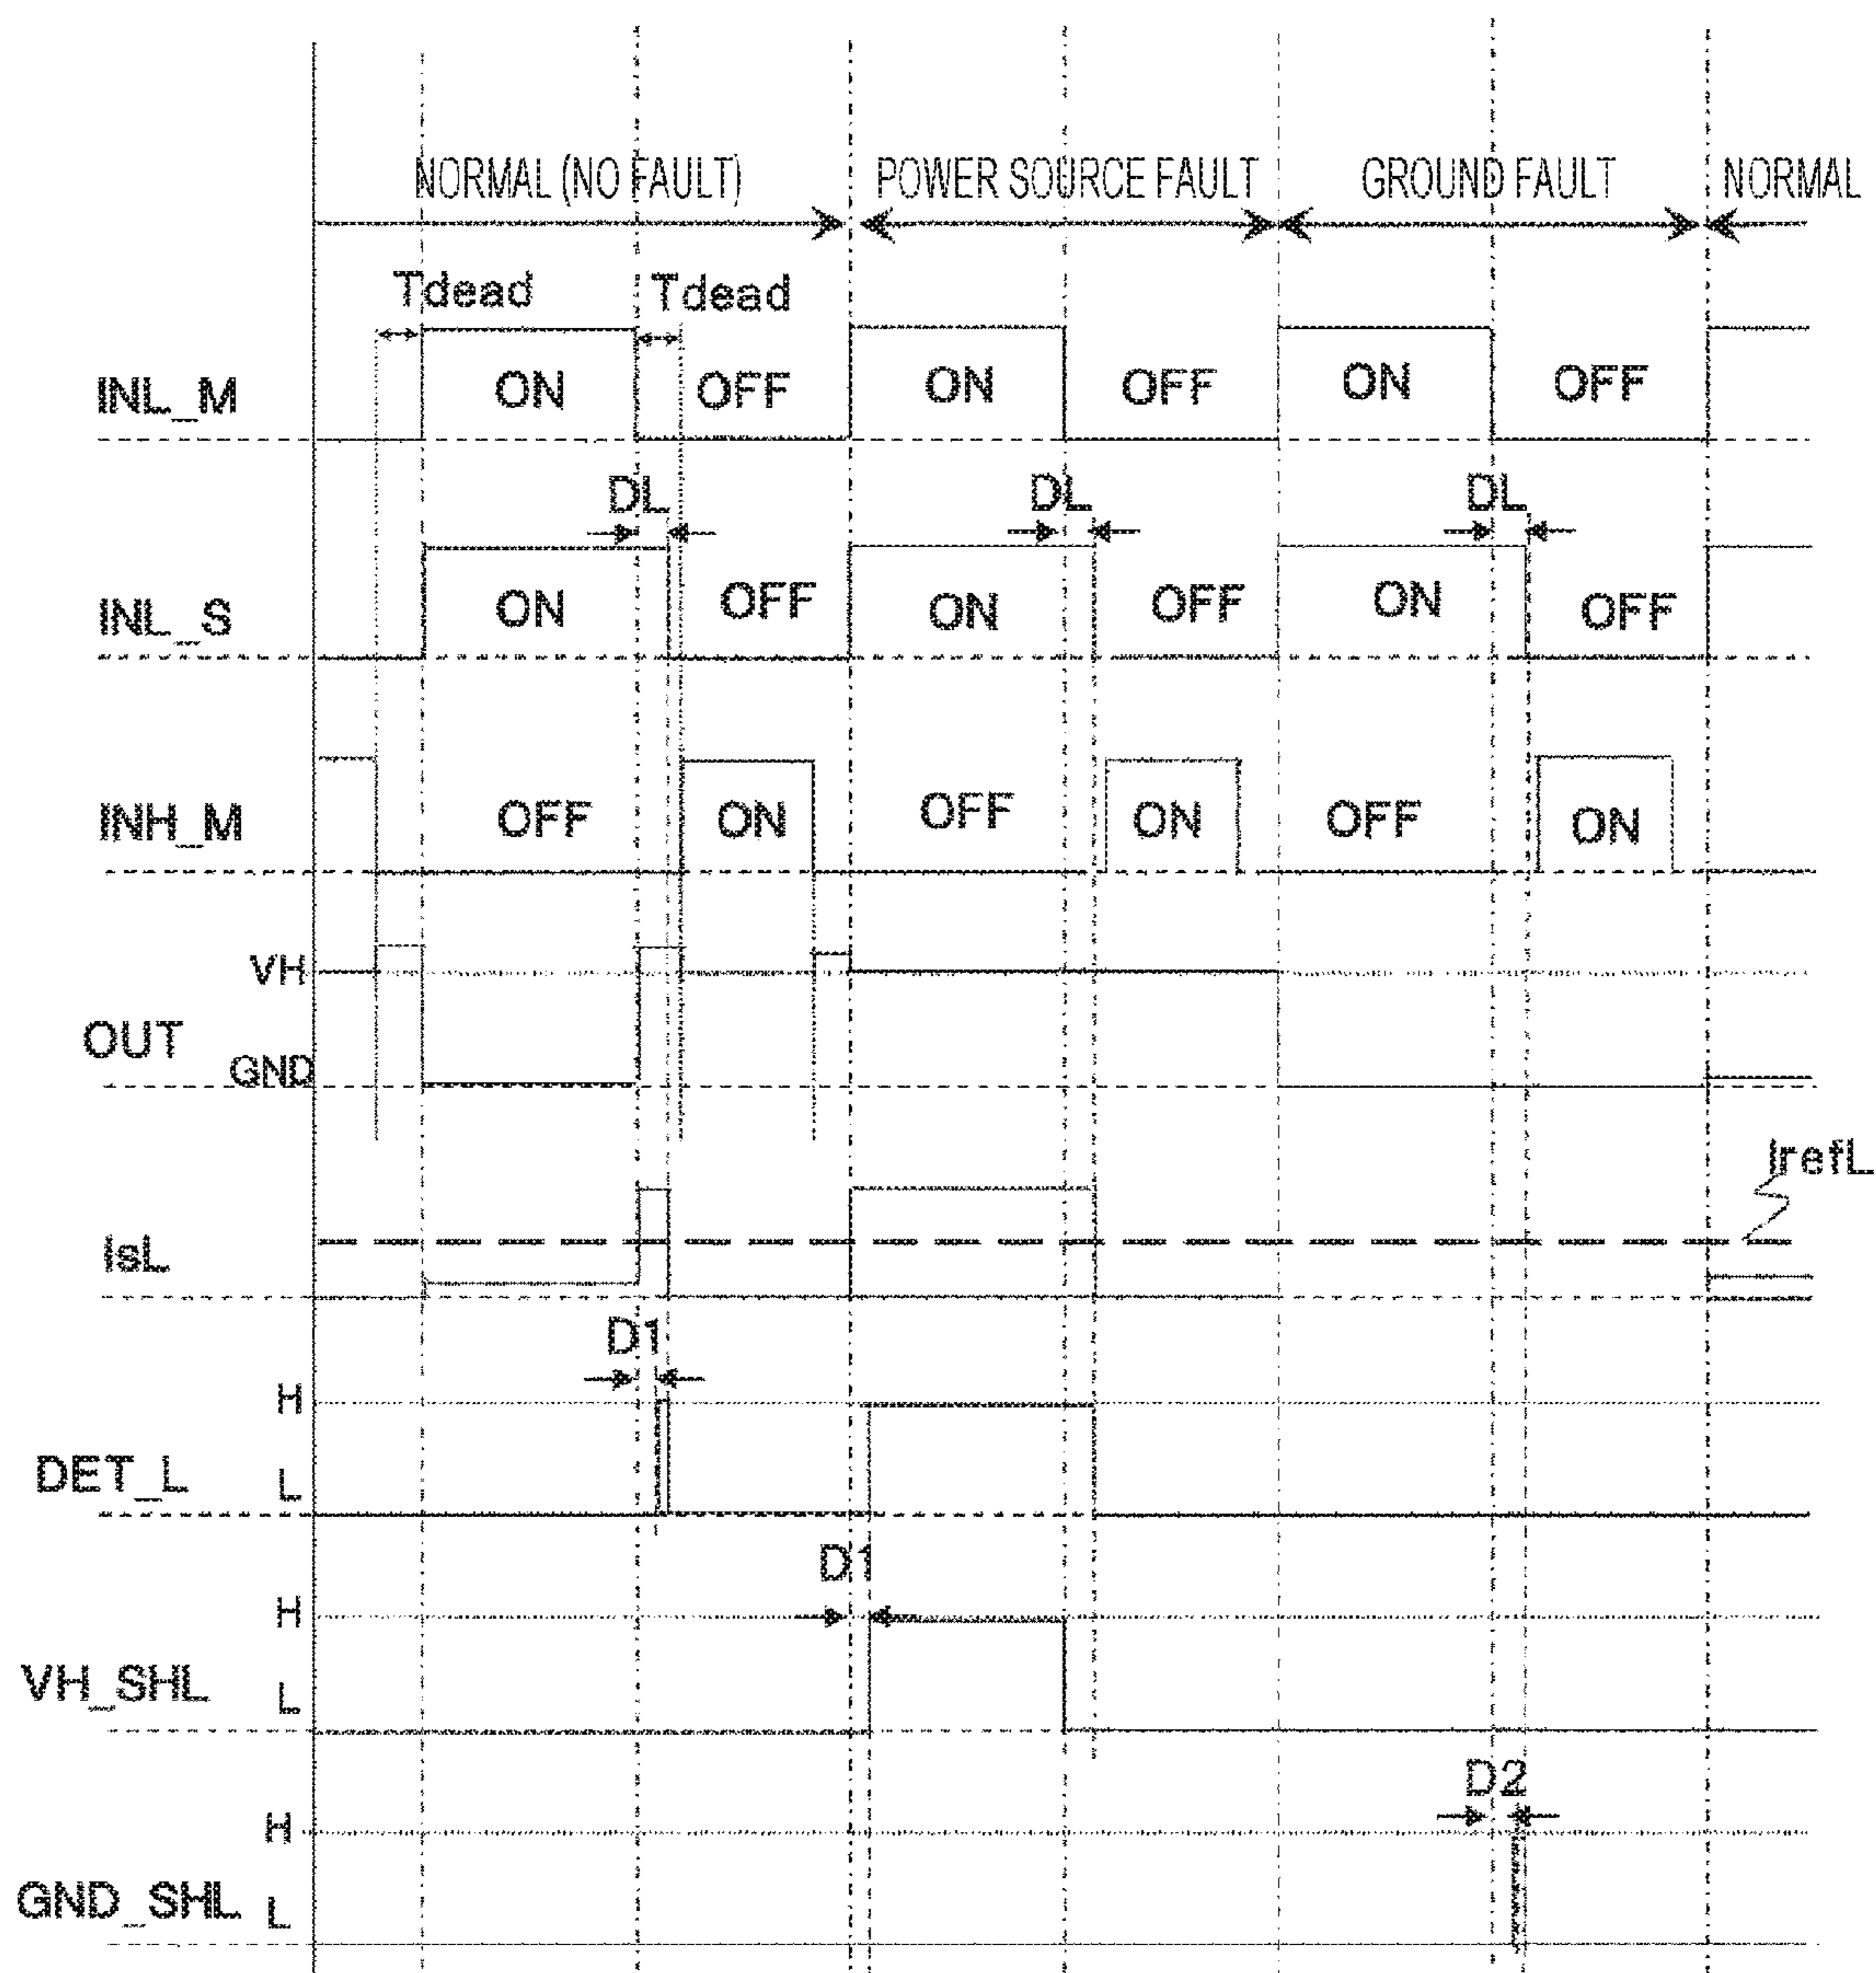 NORMAL (NO FAULT) POWER SOURCE FAULT GROUND FAULT NORMAL
Tdead Tdead
INL_M ON OFF ON OFF ON OFF
DL DL DL
INL_S ON OFF ON OFF ON OFF
INH_M OFF ON OFF ON OFF ON
VH
OUT
GND
IrefL
IsL
D1
H
DET_L L
D1
H
VH_SHL L
D2
H
GND_SHL L